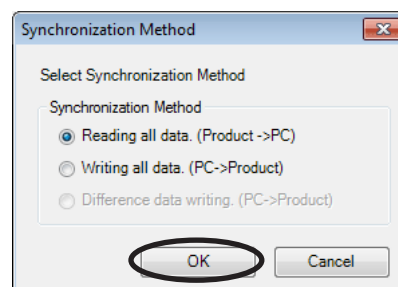 Synchronization Method
Select Synchronization Method
Synchronization Method
Reading all data. (Product ->PC)
Writing all data. (PC->Product)
Difference data writing. (PC->Product)
OK Cancel